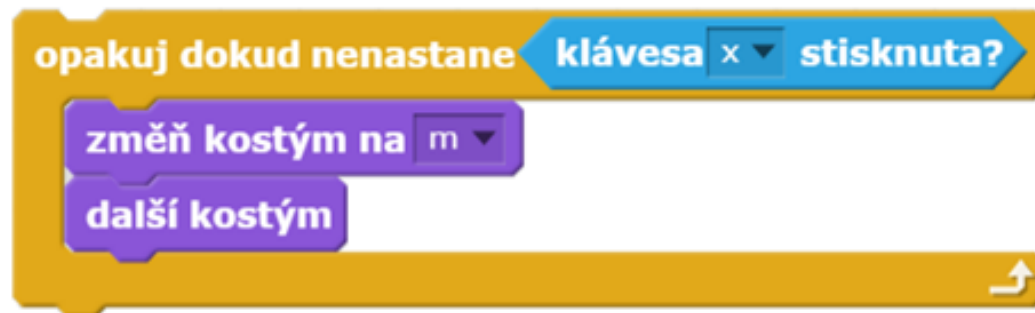 opakuj dokud nenastane klávesa x stisknuta?
změň kostým na m
další kostým